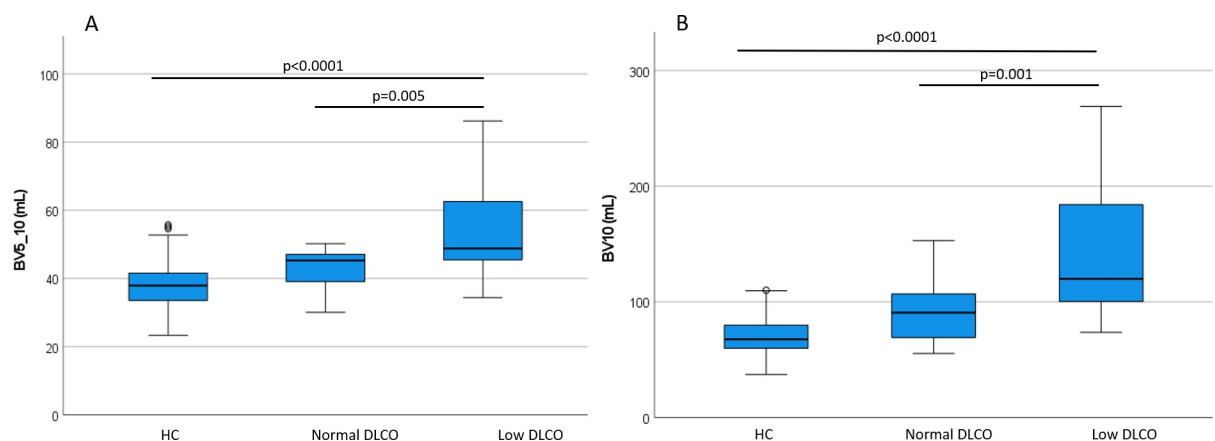 A
p<0.0001
p=0.005
BV5_10 (mL)
100
80
60
40
20
0
HC
Normal DLCO
Low DLCO
B
p<0.0001
p=0.001
BV10 (mL)
300
200
100
0
HC
Normal DLCO
Low DLCO